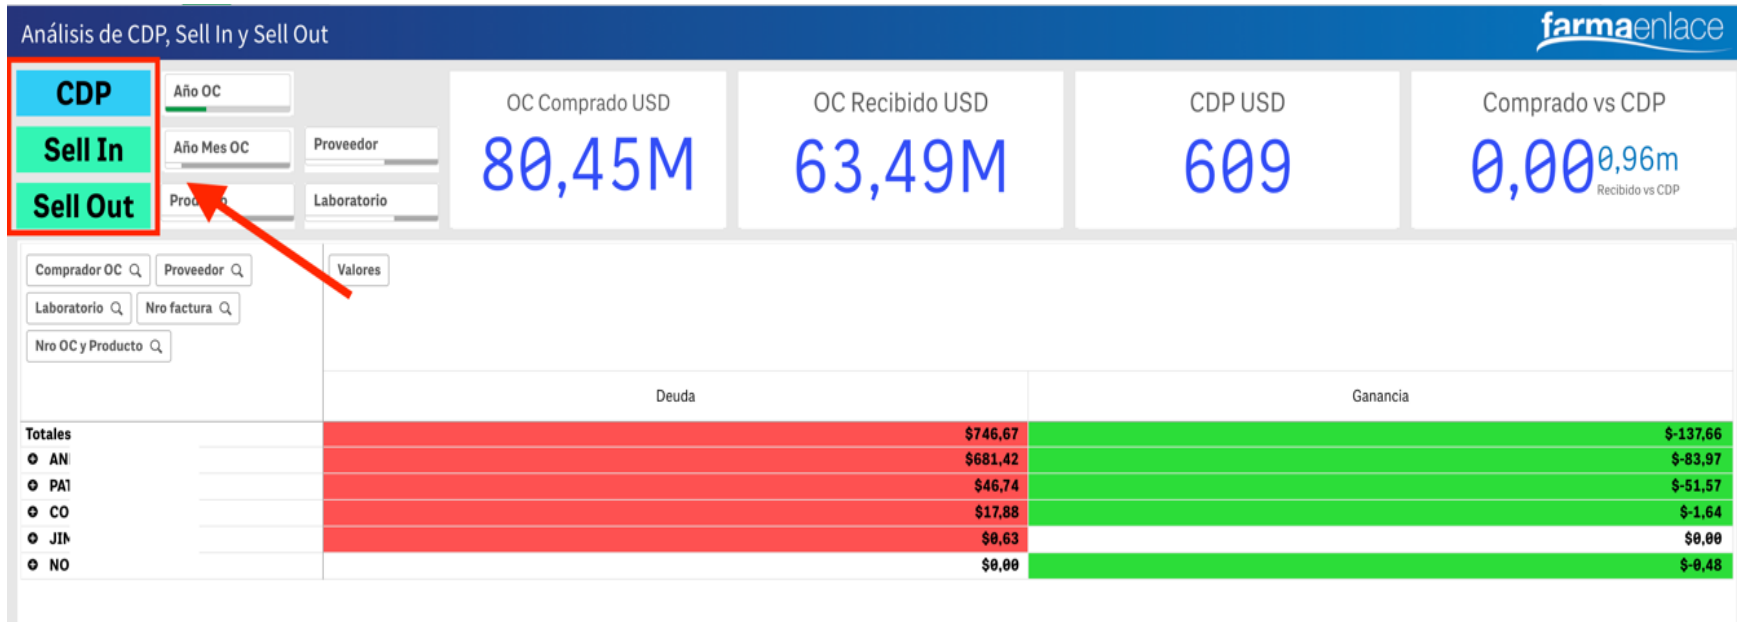 Análisis de CDP, Sell In y Sell Out
farmaenlace
CDP
Sell In
Sell Out
Año OC
Año Mes OC
Proveedor
Laboratorio
OC Comprado USD
80,45M
OC Recibido USD
63,49M
CDP USD
609
Comprado vs CDP
0,00
0,96m
Recibido vs CDP
Comprador OC
Proveedor
Laboratorio
Nro factura
Nro OC y Producto
Valores
Deuda Ganancia
Totales $746,67 $-137,66
AN $681,42 $-83,97
PAT $46,74 $-51,57
CO $17,88 $-1,64
JIM $0,63 $0,00
NO $0,00 $-0,48